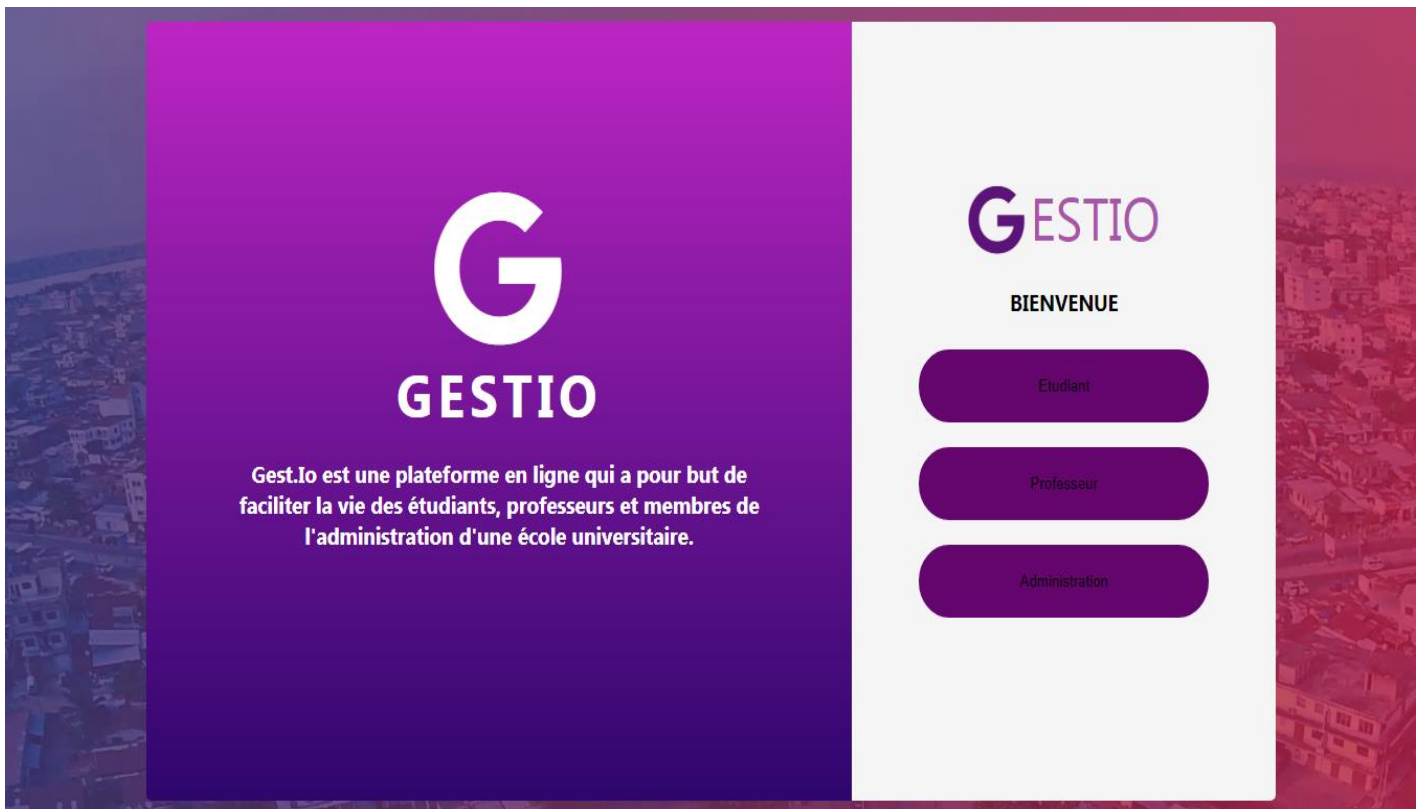 G
GESTIO
Gest.Io est une plateforme en ligne qui a pour but de
faciliter la vie des étudiants, professeurs et membres de
l'administration d'une école universitaire.
GESTIO
BIENVENUE
Etudiant
Professeur
Administration